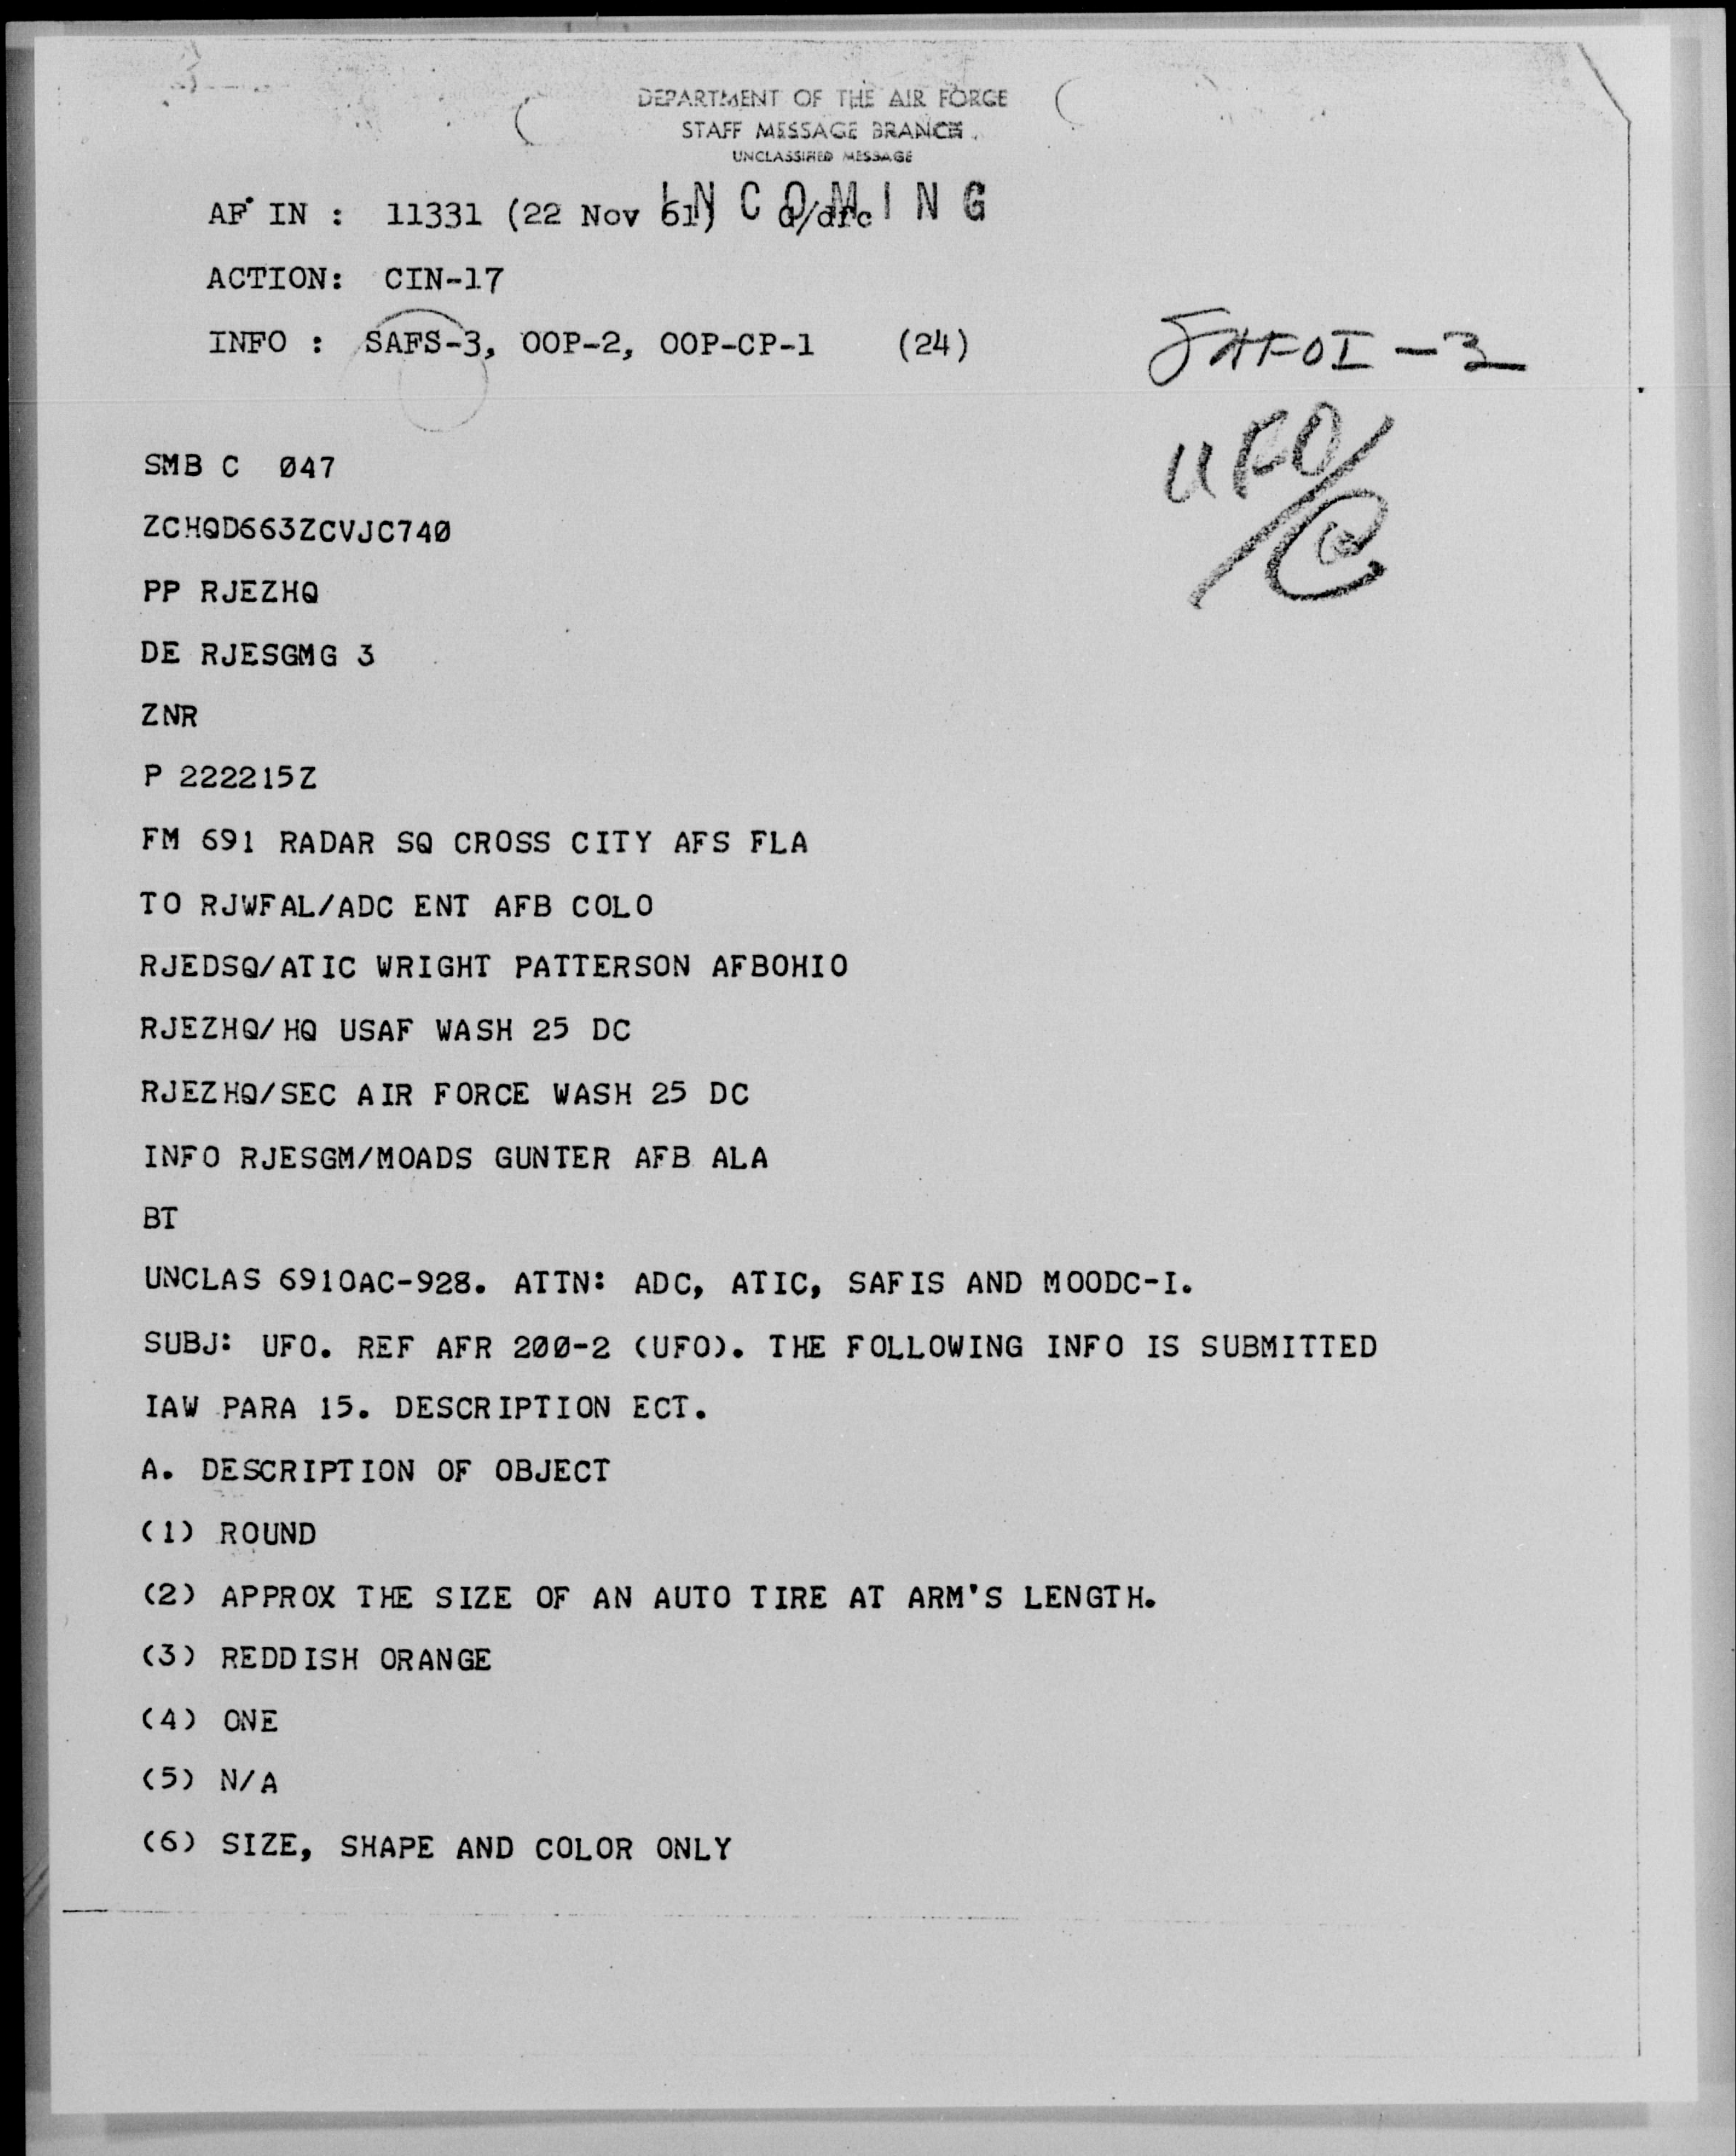 DEPARTMENT OF THE AIR FORCE
STAFF MESSAGE BRANCH
UNCLASSIFIED MESSAGE
INCOMING
AF IN : 11331 (22 Nov 61) G/drc
ACTION: CIN-17
INFO : SAFS-3, OOP-2, OOP-CP-1 (24)
SAFOI-3
UFO/
SMB C 047
ZCHQD663ZCVJC740
PP RJEZHQ
DE RJESGMG 3
ZNR
P 222215Z
FM 691 RADAR SQ CROSS CITY AFS FLA
TO RJWFAL/ADC ENT AFB COLO
RJEDSQ/ATIC WRIGHT PATTERSON AFBOHIO
RJEZHQ/HQ USAF WASH 25 DC
RJEZHQ/SEC AIR FORCE WASH 25 DC
INFO RJESGM/MOADS GUNTER AFB ALA
BT
UNCLAS 691OAC-928. ATTN: ADC, ATIC, SAFIS AND MOODC-I.
SUBJ: UFO. REF AFR 200-2 (UFO). THE FOLLOWING INFO IS SUBMITTED
IAW PARA 15. DESCRIPTION ECT.
A. DESCRIPTION OF OBJECT
(1) ROUND
(2) APPROX THE SIZE OF AN AUTO TIRE AT ARM'S LENGTH.
(3) REDDISH ORANGE
(4) ONE
(5) N/A
(6) SIZE, SHAPE AND COLOR ONLY